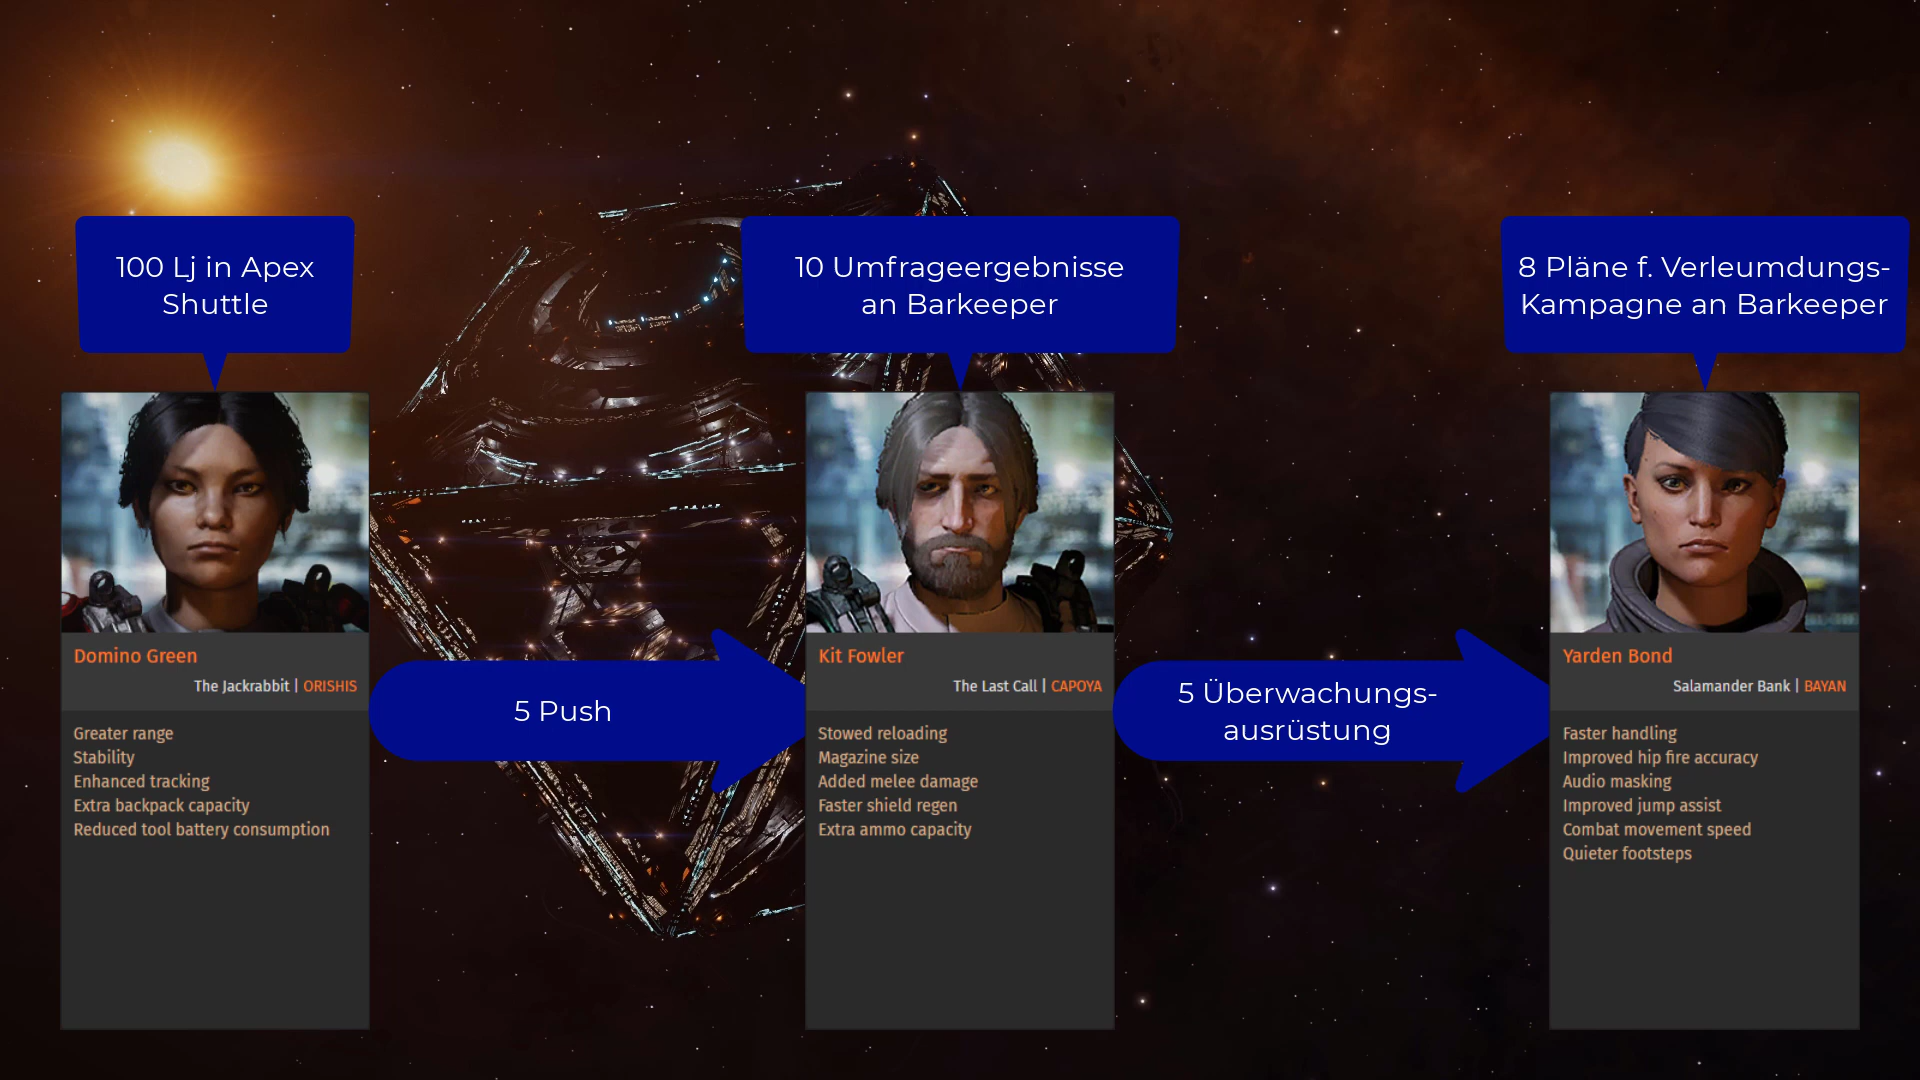 100 Lj in Apex
Shuttle
10 Umfrageergebnisse
an Barkeeper
8 Pläne f. Verleumdungs-
Kampagne an Barkeeper
Domino Green
The Jackrabbit | ORISHIS
Greater range
Stability
Enhanced tracking
Extra backpack capacity
Reduced tool battery consumption
5 Push
Kit Fowler
The Last Call | CAPOYA
Stowed reloading
Magazine size
Added melee damage
Faster shield regen
Extra ammo capacity
5 Überwachungs-
ausrüstung
Yarden Bond
Salamander Bank | BAYAN
Faster handling
Improved hip fire accuracy
Audio masking
Improved jump assist
Combat movement speed
Quieter footsteps